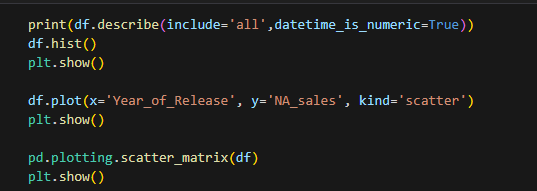 print(df.describe(include='all',datetime_is_numeric=True))
df.hist()
plt.show()
df.plot(x='Year_of_Release', y='NA_sales', kind='scatter')
plt.show()
pd.plotting.scatter_matrix(df)
plt.show()